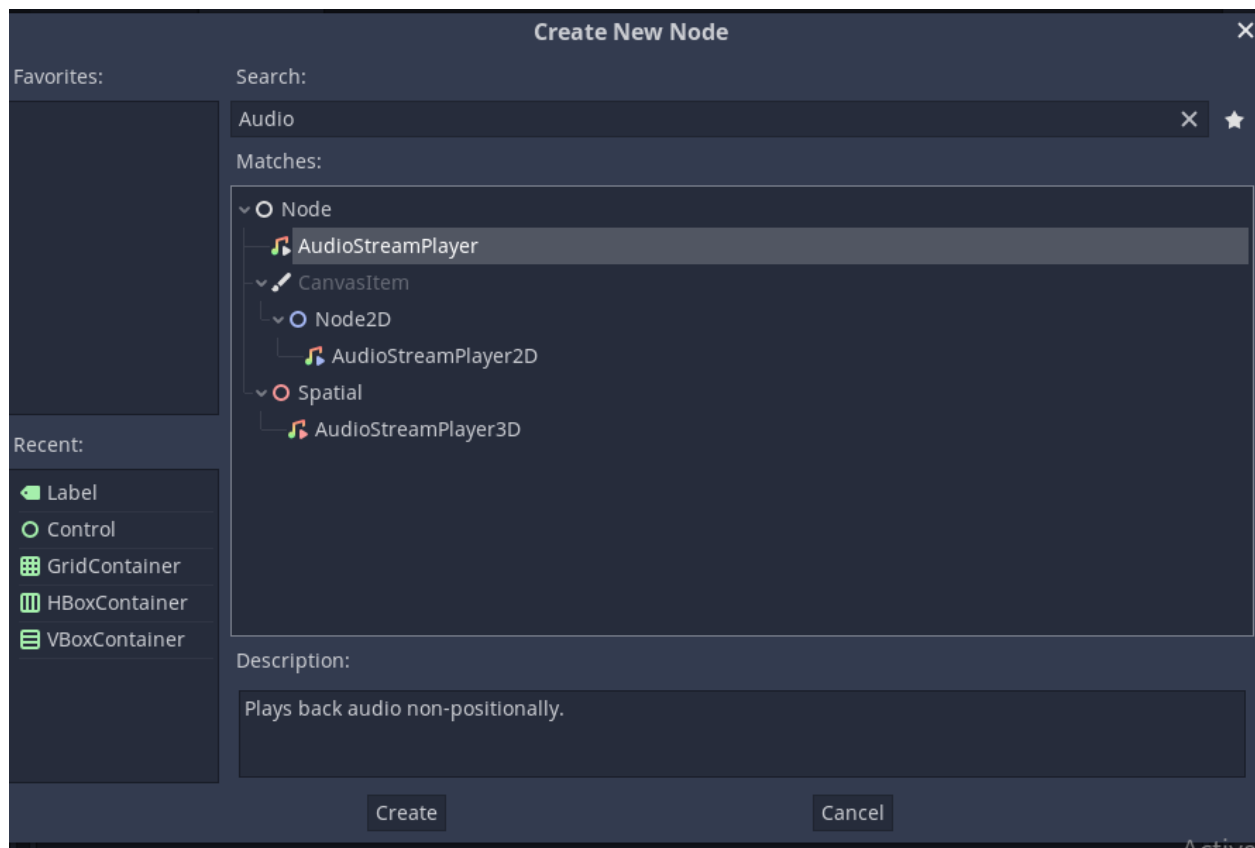 Create New Node
Favorites:
Search:
Audio
Matches:
Node
AudioStreamPlayer
CanvasItem
Node2D
AudioStreamPlayer2D
Spatial
AudioStreamPlayer3D
Recent:
Label
Control
GridContainer
HBoxContainer
VBoxContainer
Description:
Plays back audio non-positionally.
Create
Cancel